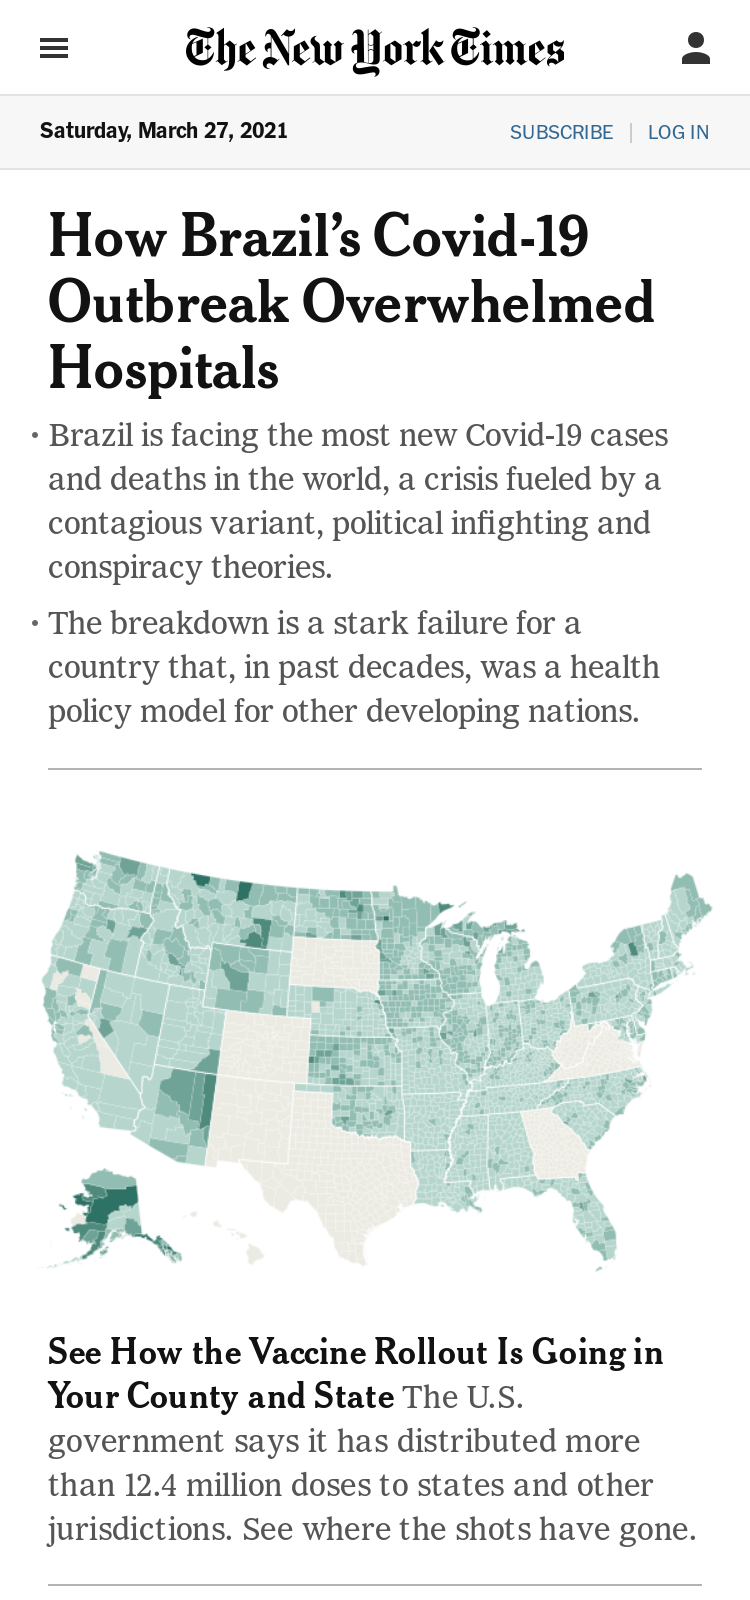 The New York Times
Saturday, March 27, 2021
SUBSCRIBE | LOG IN
How Brazil’s Covid-19
Outbreak Overwhelmed
Hospitals
• Brazil is facing the most new Covid-19 cases
and deaths in the world, a crisis fueled by a
contagious variant, political infighting and
conspiracy theories.
• The breakdown is a stark failure for a
country that, in past decades, was a health
policy model for other developing nations.
See How the Vaccine Rollout Is Going in
Your County and State The U.S.
government says it has distributed more
than 12.4 million doses to states and other
jurisdictions. See where the shots have gone.